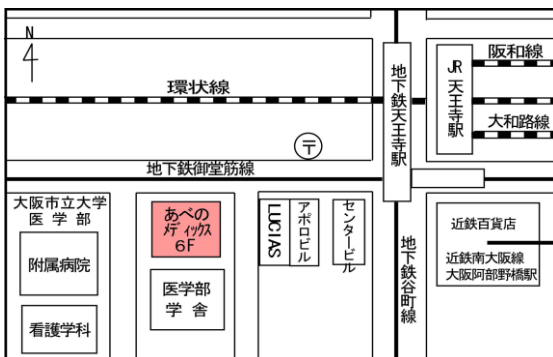 N
阪和線
JR
天王寺駅
環状線
地下鉄天王寺駅
大和路線
〒
地下鉄御堂筋線
大阪市立大学
医学部
あべの
メディックス
6F
LUCIAS
アポロビル
センタービル
近鉄百貨店
附属病院
地下鉄谷町線
近鉄南大阪線
大阪阿部野橋駅
医学部
学舎
看護学科